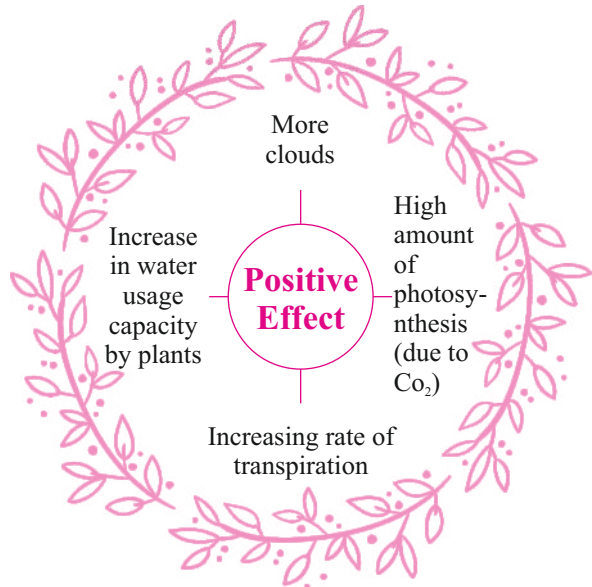 More
clouds
Increase
in water
usage
capacity
by plants
Positive
Effect
High
amount
of
photosy-
nthesis
(due to
Co₂)
Increasing rate of
transpiration